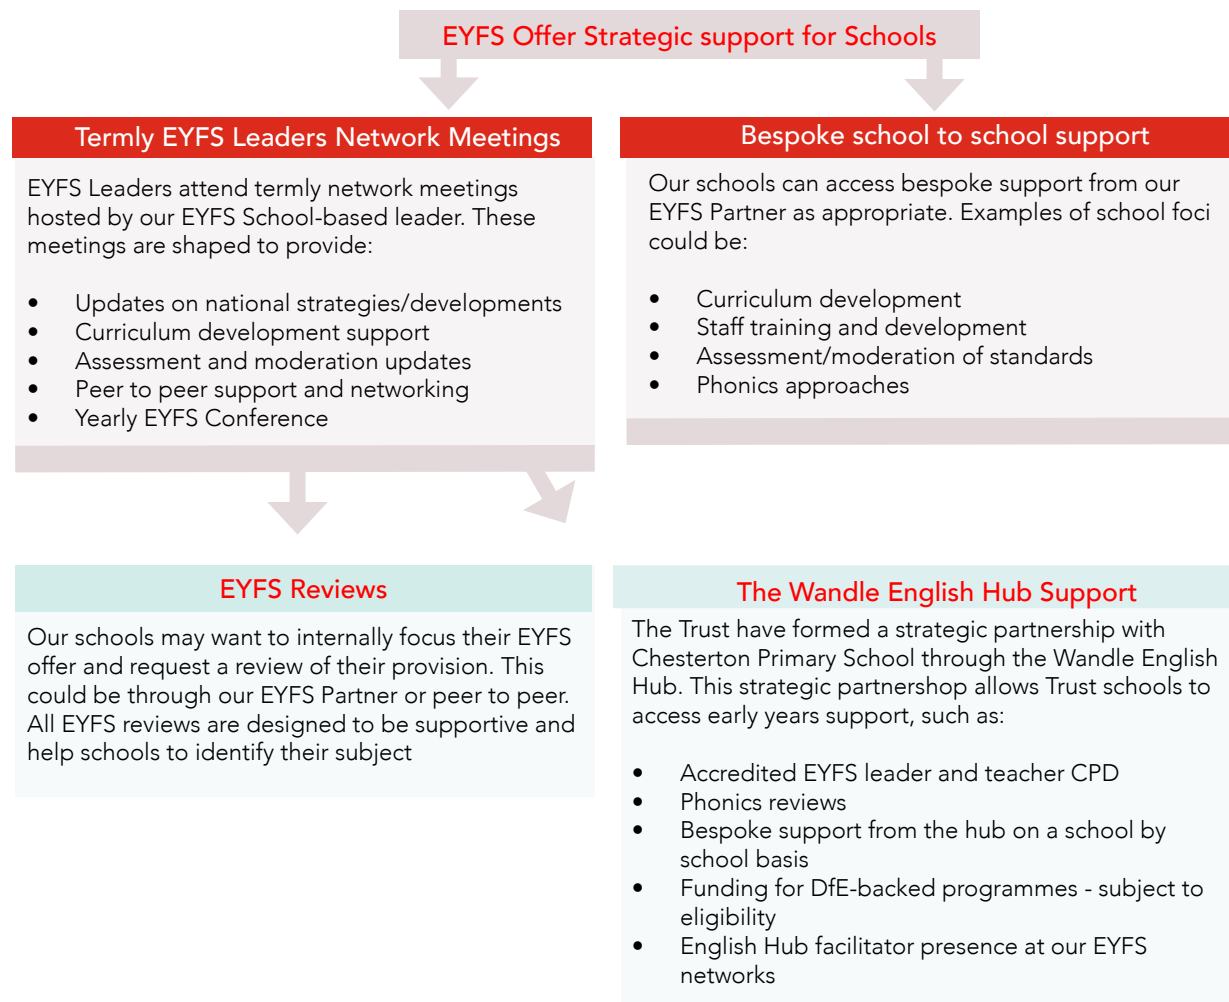 EYFS Offer Strategic support for Schools
Termly EYFS Leaders Network Meetings
EYFS Leaders attend termly network meetings
hosted by our EYFS School-based leader. These
meetings are shaped to provide:
• Updates on national strategies/developments
• Curriculum development support
• Assessment and moderation updates
• Peer to peer support and networking
• Yearly EYFS Conference
Bespoke school to school support
Our schools can access bespoke support from our
EYFS Partner as appropriate. Examples of school foci
could be:
• Curriculum development
• Staff training and development
• Assessment/moderation of standards
• Phonics approaches
EYFS Reviews
Our schools may want to internally focus their EYFS
offer and request a review of their provision. This
could be through our EYFS Partner or peer to peer.
All EYFS reviews are designed to be supportive and
help schools to identify their subject
The Wandle English Hub Support
The Trust have formed a strategic partnership with
Chesterton Primary School through the Wandle English
Hub. This strategic partnershop allows Trust schools to
access early years support, such as:
• Accredited EYFS leader and teacher CPD
• Phonics reviews
• Bespoke support from the hub on a school by
school basis
• Funding for DfE-backed programmes - subject to
eligibility
• English Hub facilitator presence at our EYFS
networks